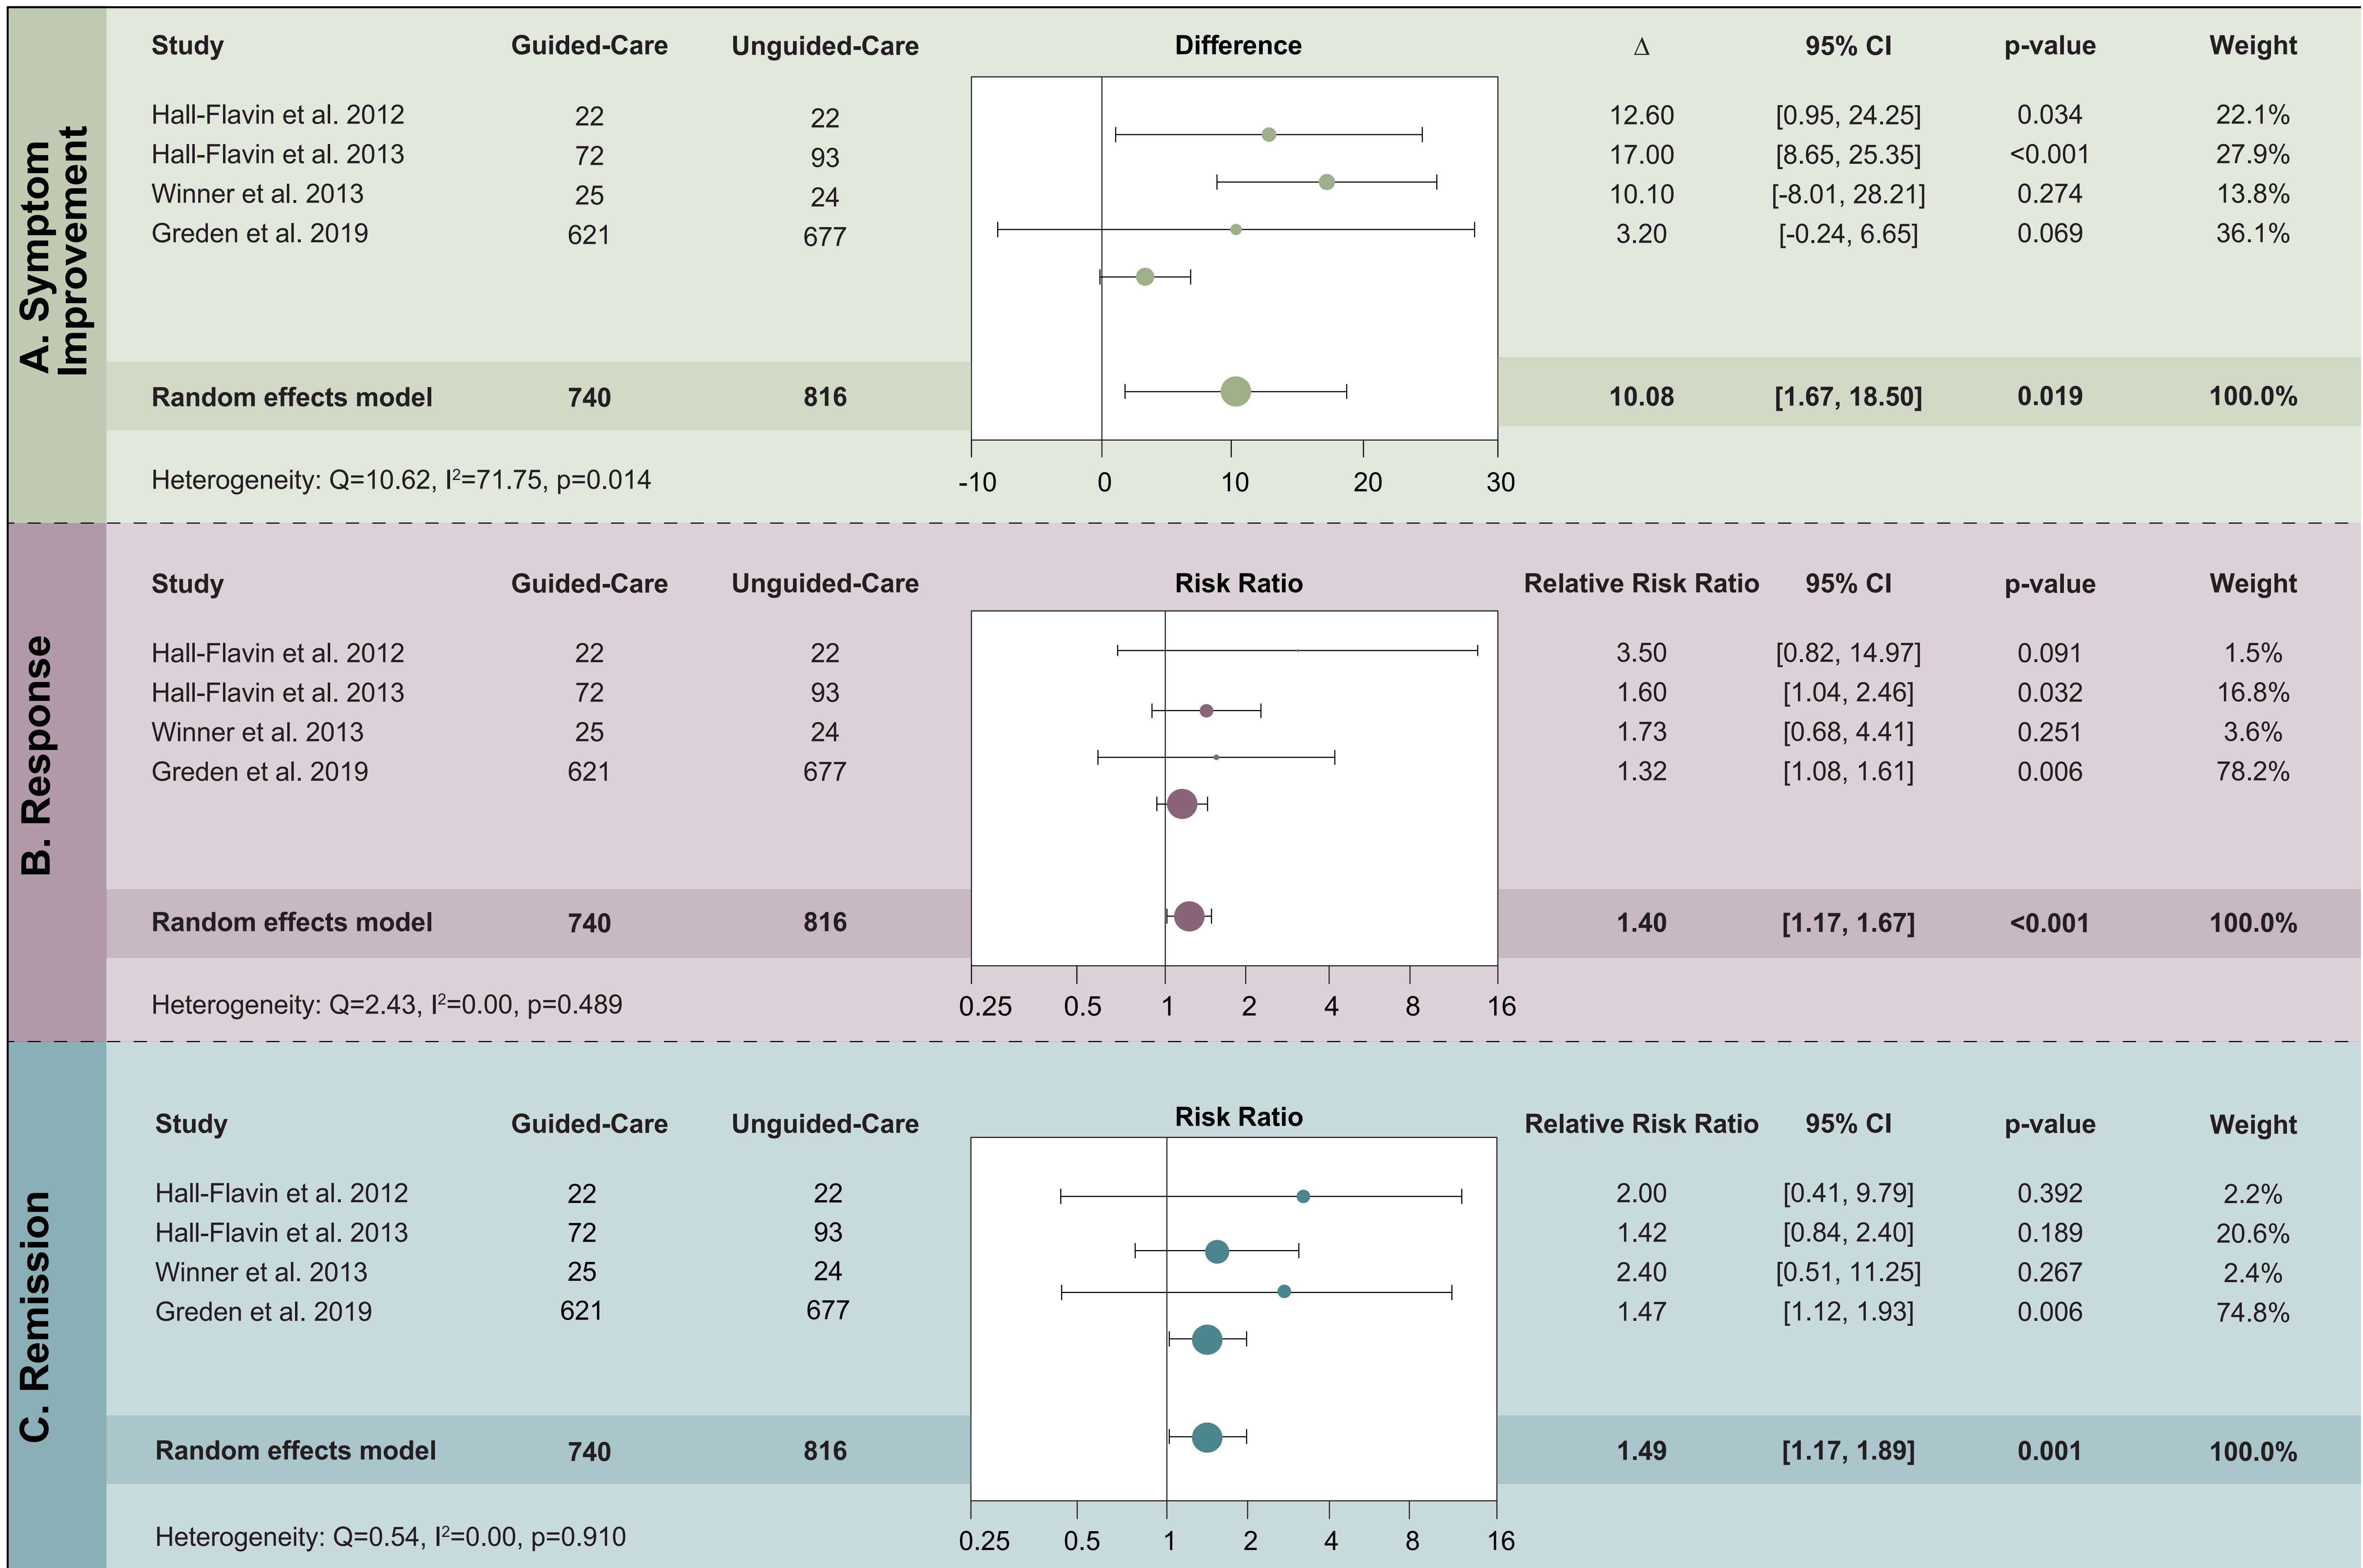 A. Symptom
Improvement
Study Guided-Care Unguided-Care Difference Δ 95% CI p-value Weight
Hall-Flavin et al. 2012 22 22 12.60 [0.95, 24.25] 0.034 22.1%
Hall-Flavin et al. 2013 72 93 17.00 [8.65, 25.35] <0.001 27.9%
Winner et al. 2013 25 24 10.10 [-8.01, 28.21] 0.274 13.8%
Greden et al. 2019 621 677 3.20 [-0.24, 6.65] 0.069 36.1%
Random effects model 740 816 10.08 [1.67, 18.50] 0.019 100.0%
Heterogeneity: Q=10.62, I²=71.75, p=0.014
-10 0 10 20 30
B. Response
Study Guided-Care Unguided-Care Risk Ratio Relative Risk Ratio 95% CI p-value Weight
Hall-Flavin et al. 2012 22 22 3.50 [0.82, 14.97] 0.091 1.5%
Hall-Flavin et al. 2013 72 93 1.60 [1.04, 2.46] 0.032 16.8%
Winner et al. 2013 25 24 1.73 [0.68, 4.41] 0.251 3.6%
Greden et al. 2019 621 677 1.32 [1.08, 1.61] 0.006 78.2%
Random effects model 740 816 1.40 [1.17, 1.67] <0.001 100.0%
Heterogeneity: Q=2.43, I²=0.00, p=0.489
0.25 0.5 1 2 4 8 16
C. Remission
Study Guided-Care Unguided-Care Risk Ratio Relative Risk Ratio 95% CI p-value Weight
Hall-Flavin et al. 2012 22 22 2.00 [0.41, 9.79] 0.392 2.2%
Hall-Flavin et al. 2013 72 93 1.42 [0.84, 2.40] 0.189 20.6%
Winner et al. 2013 25 24 2.40 [0.51, 11.25] 0.267 2.4%
Greden et al. 2019 621 677 1.47 [1.12, 1.93] 0.006 74.8%
Random effects model 740 816 1.49 [1.17, 1.89] 0.001 100.0%
Heterogeneity: Q=0.54, I²=0.00, p=0.910
0.25 0.5 1 2 4 8 16